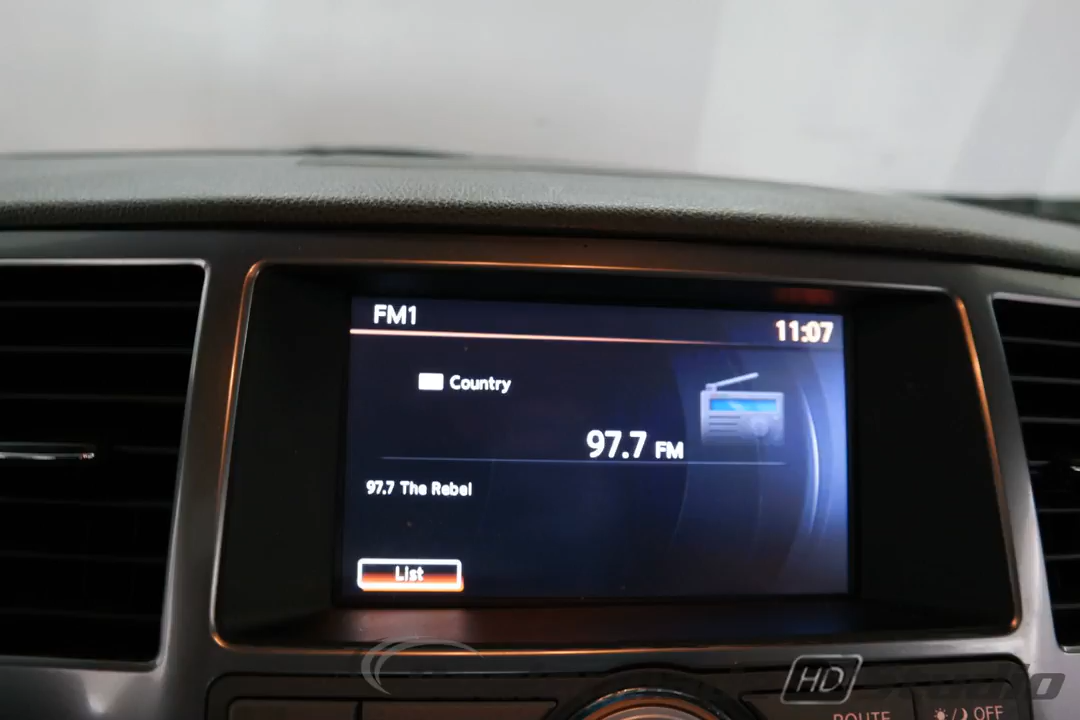 FM1
11:07
Country
97.7 FM
97.7 The Rebel
List
HD
ROUTE
OFF